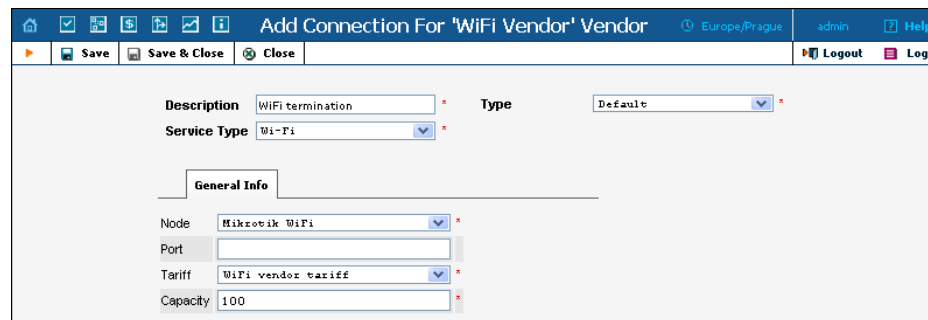 Add Connection For 'WiFi Vendor' Vendor Europe/Prague admin Help
Save Save & Close Close Logout Log
Description WiFi termination * Type Default *
Service Type Wi-Fi *
General Info
Node Mikrotik WiFi *
Port
Tariff WiFi vendor tariff *
Capacity 100 *